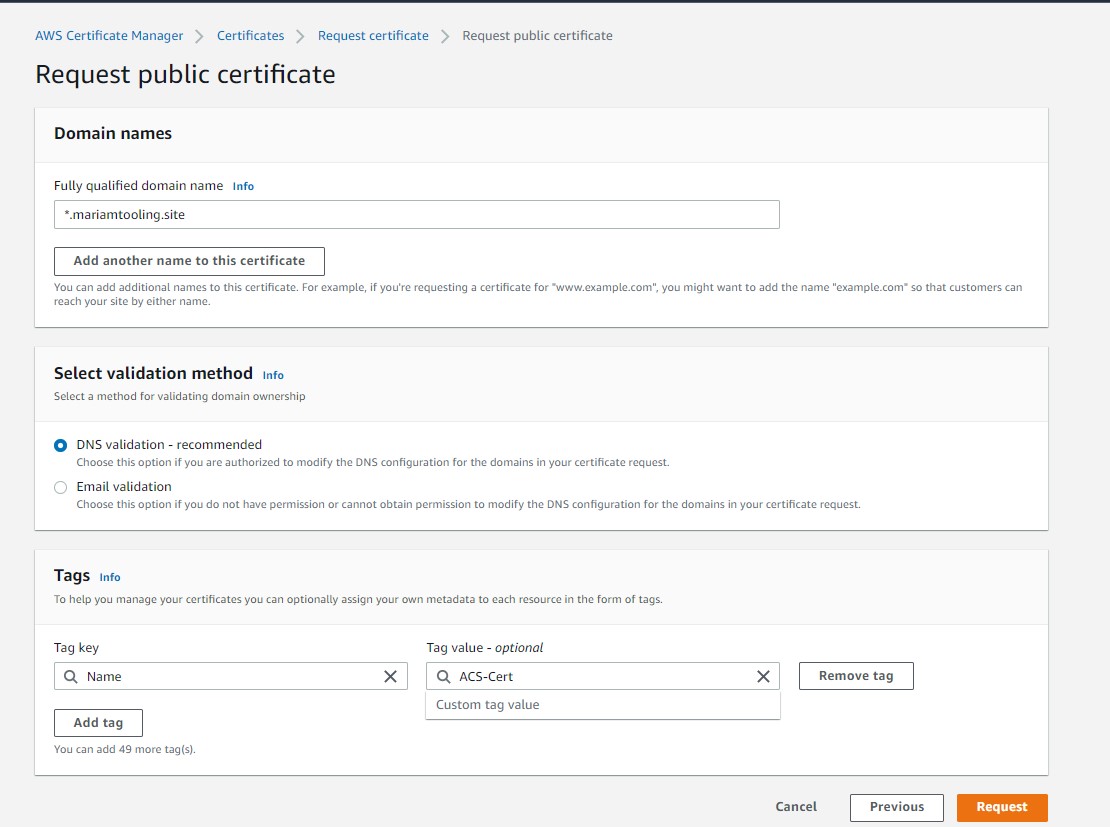 AWS Certificate Manager > Certificates > Request certificate > Request public certificate
Request public certificate
Domain names
Fully qualified domain name Info
*.mariamtooling.site
Add another name to this certificate
You can add additional names to this certificate. For example, if you're requesting a certificate for "www.example.com", you might want to add the name "example.com" so that customers can
reach your site by either name.
Select validation method Info
Select a method for validating domain ownership
DNS validation - recommended
Choose this option if you are authorized to modify the DNS configuration for the domains in your certificate request.
Email validation
Choose this option if you do not have permission or cannot obtain permission to modify the DNS configuration for the domains in your certificate request.
Tags Info
To help you manage your certificates you can optionally assign your own metadata to each resource in the form of tags.
Tag key Tag value - optional
Name ACS-Cert Remove tag
Custom tag value
Add tag
You can add 49 more tag(s).
Cancel Previous Request